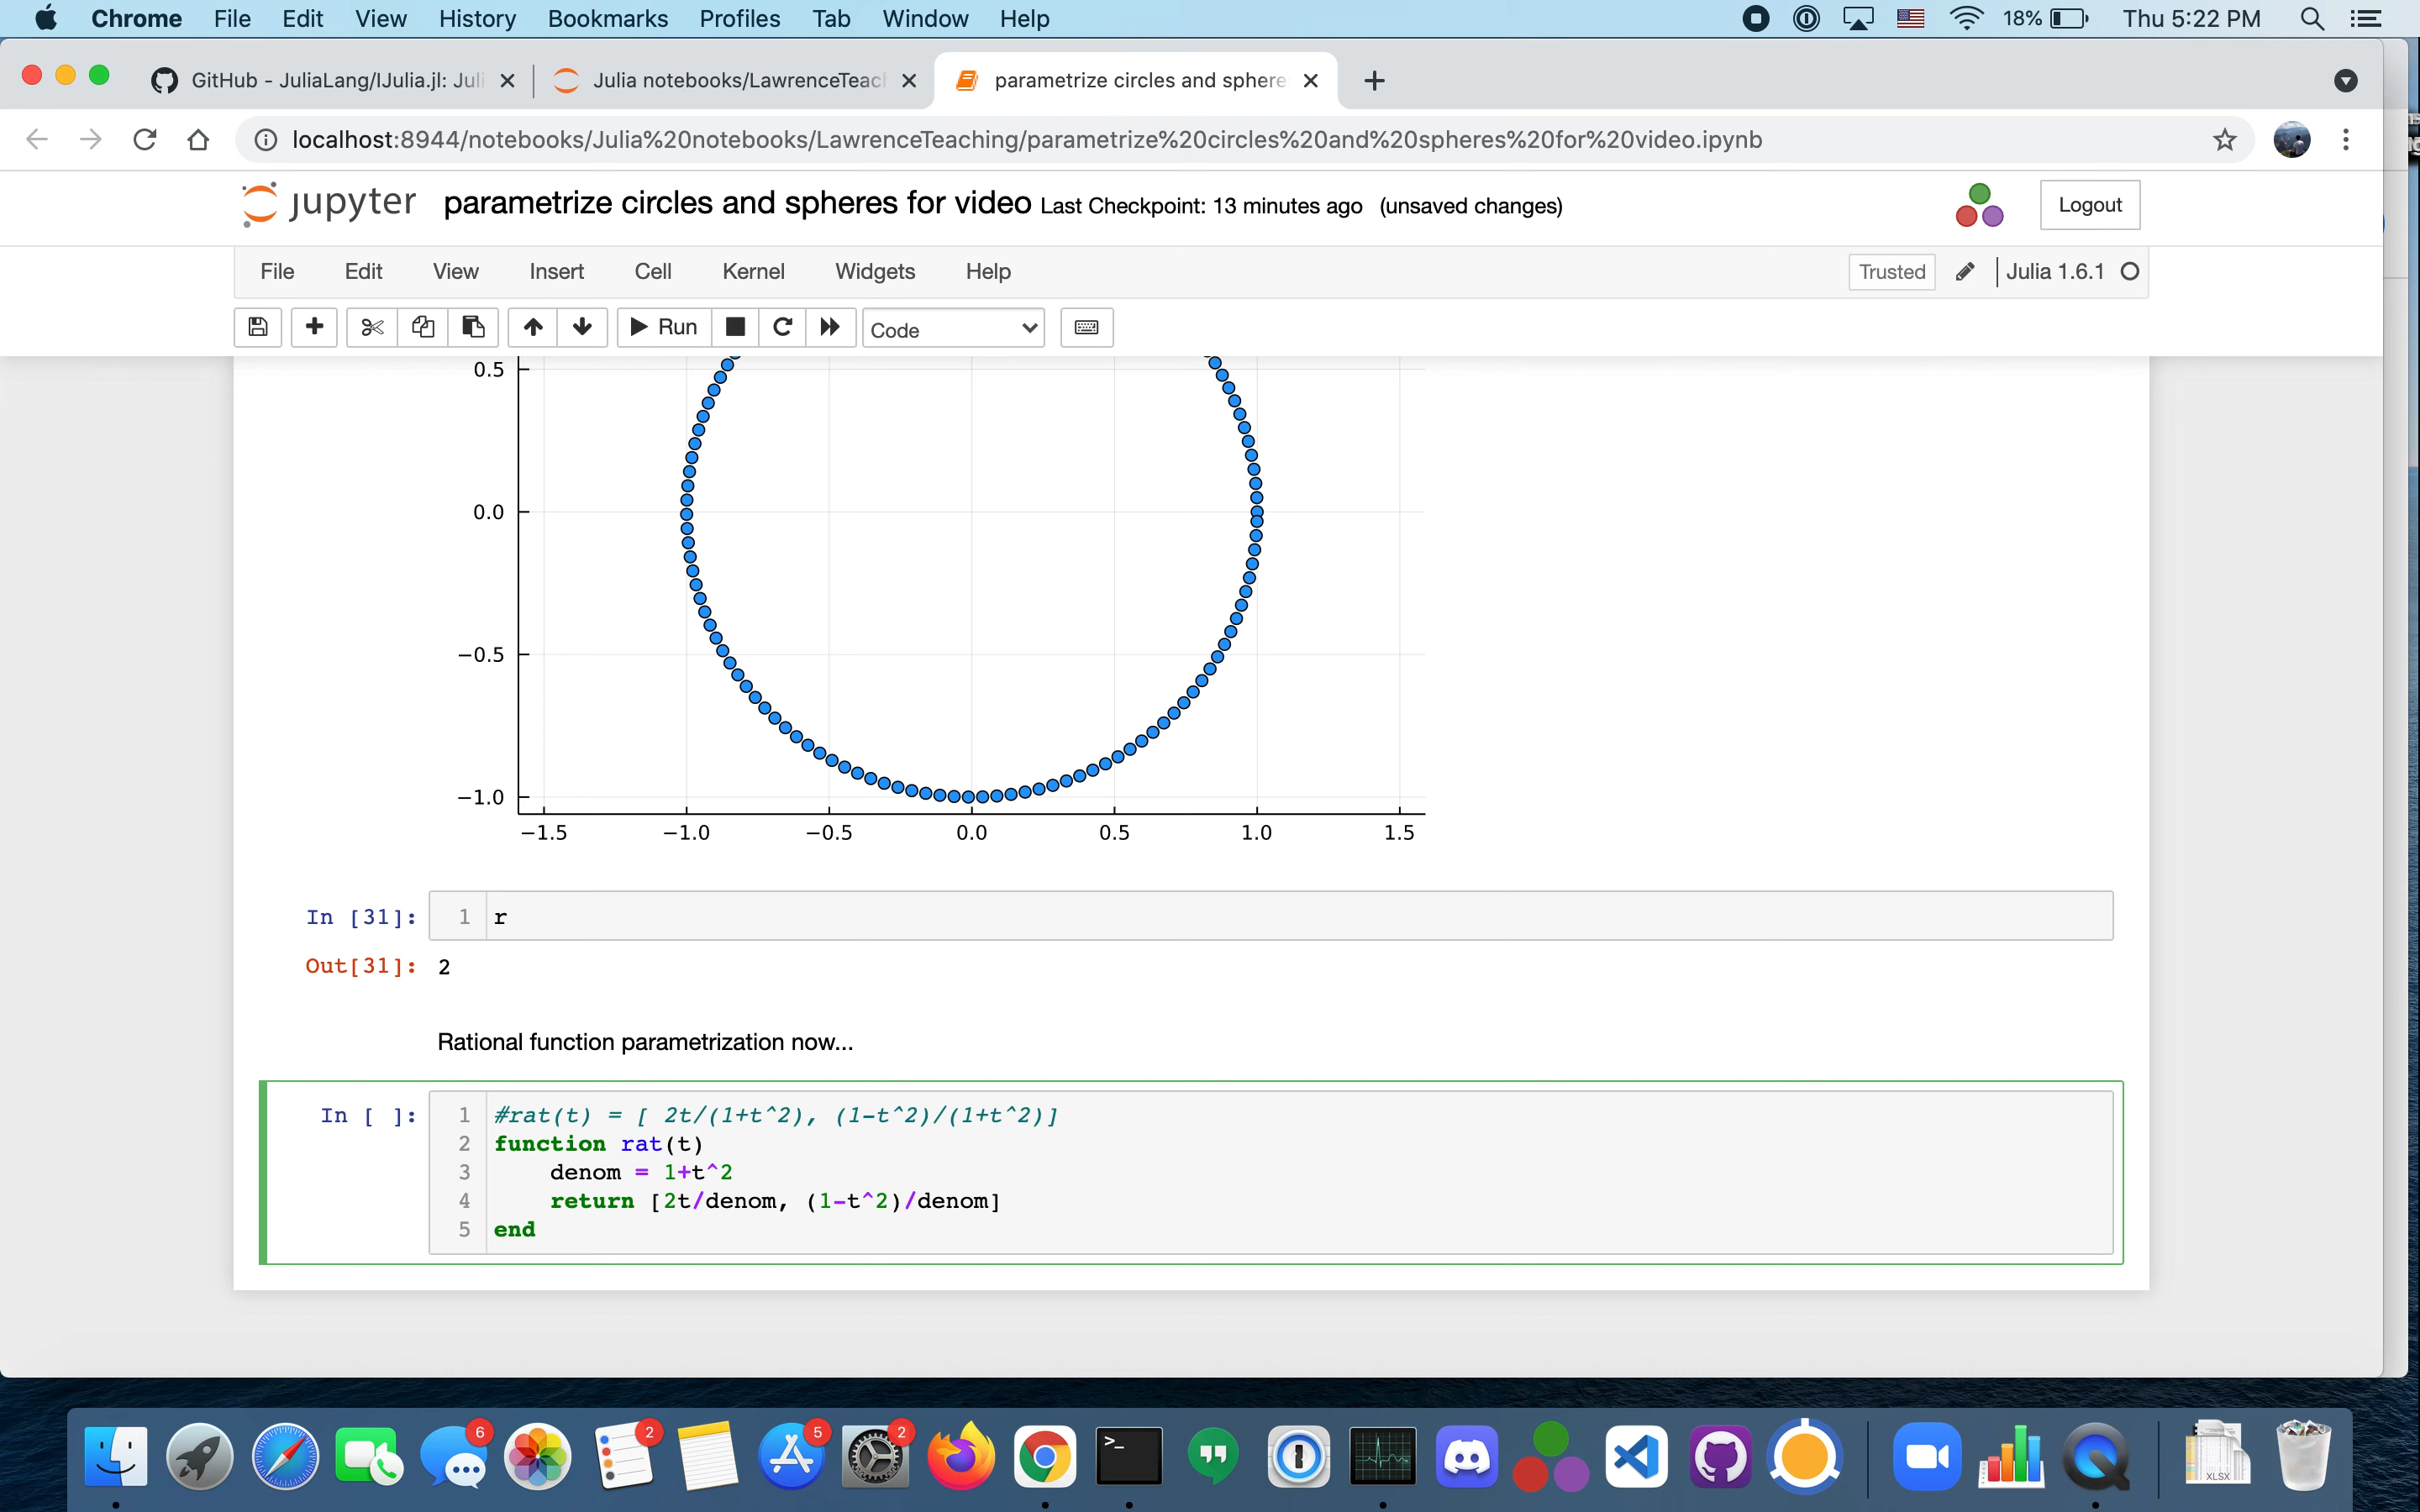 Chrome File Edit View History Bookmarks Profiles Tab Window Help 18% Thu 5:22 PM
GitHub - JuliaLang/IJulia.jl: Juli Julia notebooks/LawrenceTeach parametrize circles and sphere
localhost:8944/notebooks/Julia%20notebooks/LawrenceTeaching/parametrize%20circles%20and%20spheres%20for%20video.ipynb
jupyter parametrize circles and spheres for video Last Checkpoint: 13 minutes ago (unsaved changes) Logout
File Edit View Insert Cell Kernel Widgets Help Trusted Julia 1.6.1
Run Code
0.5
0.0
−0.5
−1.0
−1.5 −1.0 −0.5 0.0 0.5 1.0 1.5
In [31]: 1 r
Out[31]: 2
Rational function parametrization now...
In [ ]: 1 #rat(t) = [ 2t/(1+t^2), (1-t^2)/(1+t^2)]
2 function rat(t)
3 denom = 1+t^2
4 return [2t/denom, (1-t^2)/denom]
5 end
6 2 5 2
XLSX